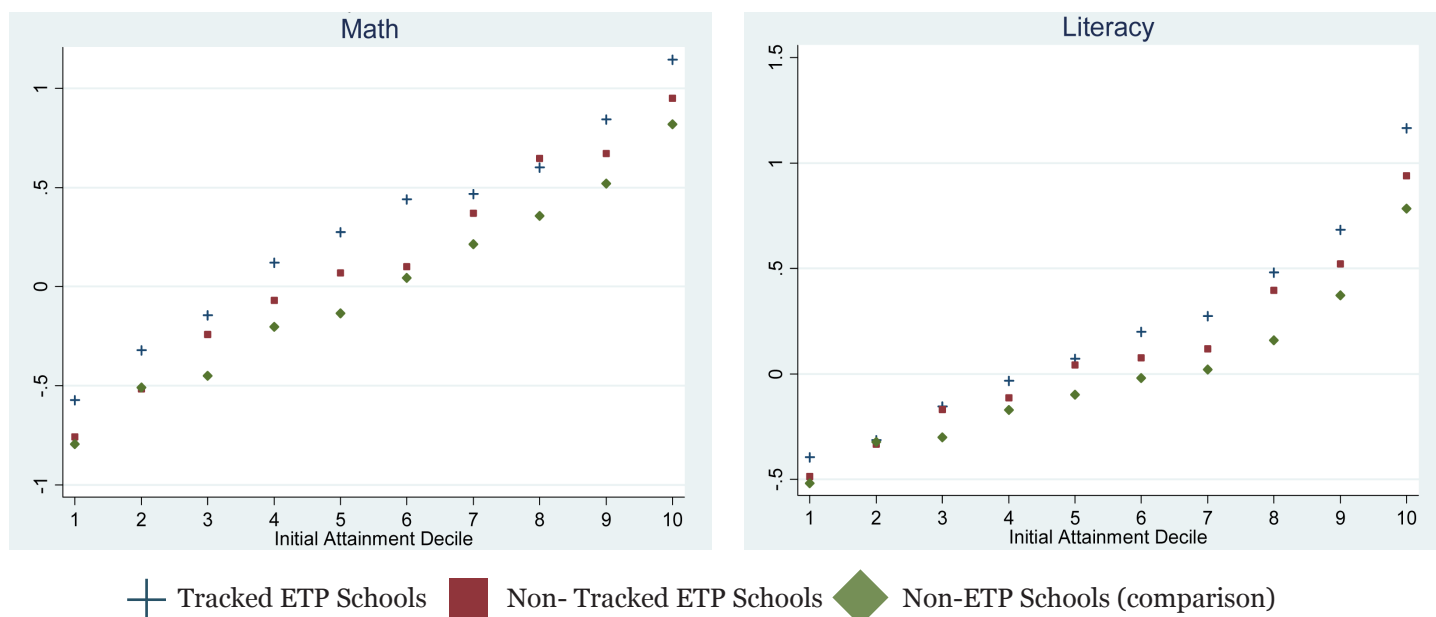 Math
1
.5
0
-.5
-1
1 2 3 4 5 6 7 8 9 10
Initial Attainment Decile
Literacy
1.5
1
.5
0
-.5
1 2 3 4 5 6 7 8 9 10
Initial Attainment Decile
Tracked ETP Schools Non- Tracked ETP Schools Non-ETP Schools (comparison)